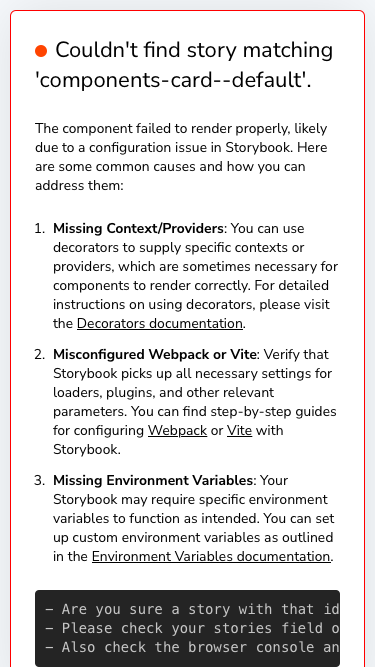 Couldn't find story matching
'components-card--default'.
The component failed to render properly, likely
due to a configuration issue in Storybook. Here
are some common causes and how you can
address them:
1. Missing Context/Providers: You can use
decorators to supply specific contexts or
providers, which are sometimes necessary for
components to render correctly. For detailed
instructions on using decorators, please visit
the Decorators documentation.
2. Misconfigured Webpack or Vite: Verify that
Storybook picks up all necessary settings for
loaders, plugins, and other relevant
parameters. You can find step-by-step guides
for configuring Webpack or Vite with
Storybook.
3. Missing Environment Variables: Your
Storybook may require specific environment
variables to function as intended. You can set
up custom environment variables as outlined
in the Environment Variables documentation.
– Are you sure a story with that id
– Please check your stories field o
– Also check the browser console an